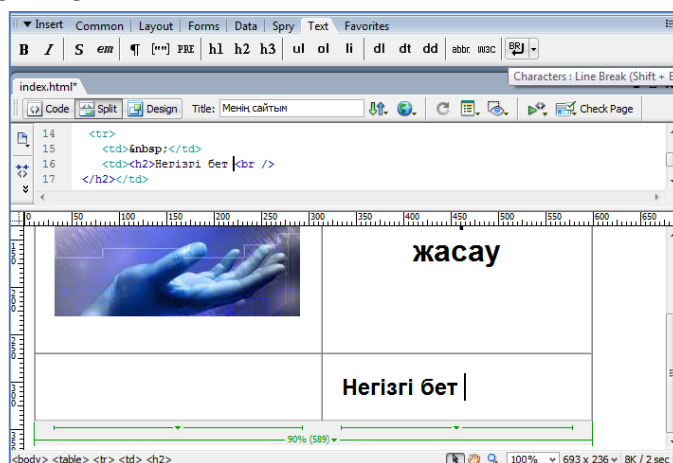 ▼ Insert Common Layout Forms Data Spry Text Favorites
B I S em ¶ [""] PRE h1 h2 h3 ul ol li dl dt dd abbr. W3C BRJ
Characters : Line Break (Shift + E
index.html*
Code Split Design Title: Менің сайтым Check Page
14 <tr>
15 <td>&nbsp;</td>
16 <td><h2>Негізгі бет <br />
17 </h2></td>
0 50 100 150 200 250 300 350 400 450 500 550 600 650
жасау
Негізгі бет
90% (589)
<body> <table> <tr> <td> <h2> 100% 693 x 236 8K / 2 sec